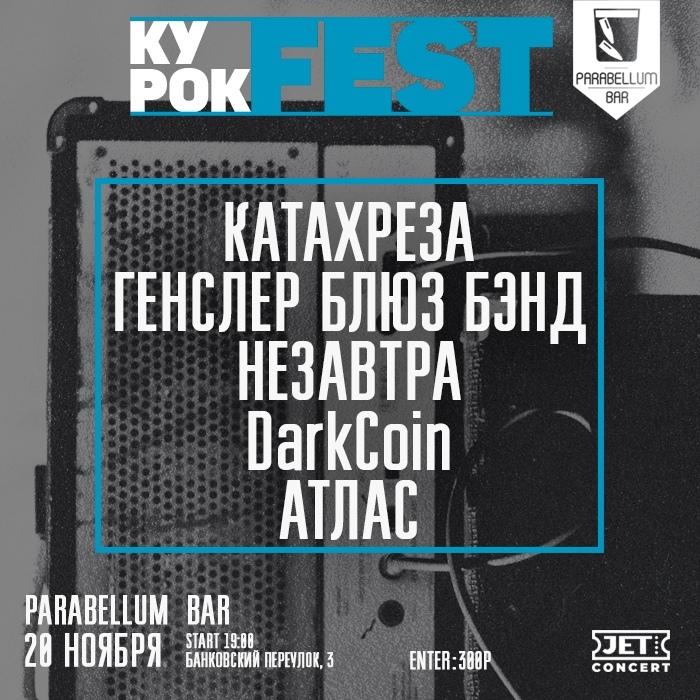 КУ
РОК FEST
PARABELLUM
BAR
КАТАХРЕЗА
ГЕНСЛЕР БЛЮЗ БЭНД
НЕЗАВТРА
DarkCoin
АТЛАС
PARABELLUM BAR
20 НОЯБРЯ
START 19:00
БАНКОВСКИЙ ПЕРЕУЛОК, 3
ENTER:300Р
JET
CONCERT